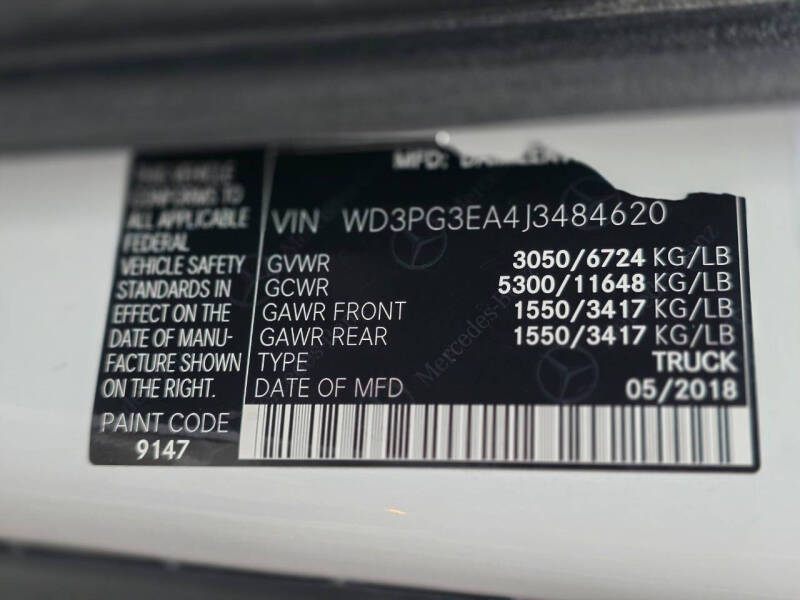 THIS VEHICLE
CONFORMS TO
ALL APPLICABLE
FEDERAL
VEHICLE SAFETY
STANDARDS IN
EFFECT ON THE
DATE OF MANU-
FACTURE SHOWN
ON THE RIGHT.
PAINT CODE
9147
MFD:
VIN WD3PG3EA4J3484620
GVWR 3050/6724 KG/LB
GCWR 5300/11648 KG/LB
GAWR FRONT 1550/3417 KG/LB
GAWR REAR 1550/3417 KG/LB
TYPE TRUCK
DATE OF MFD 05/2018